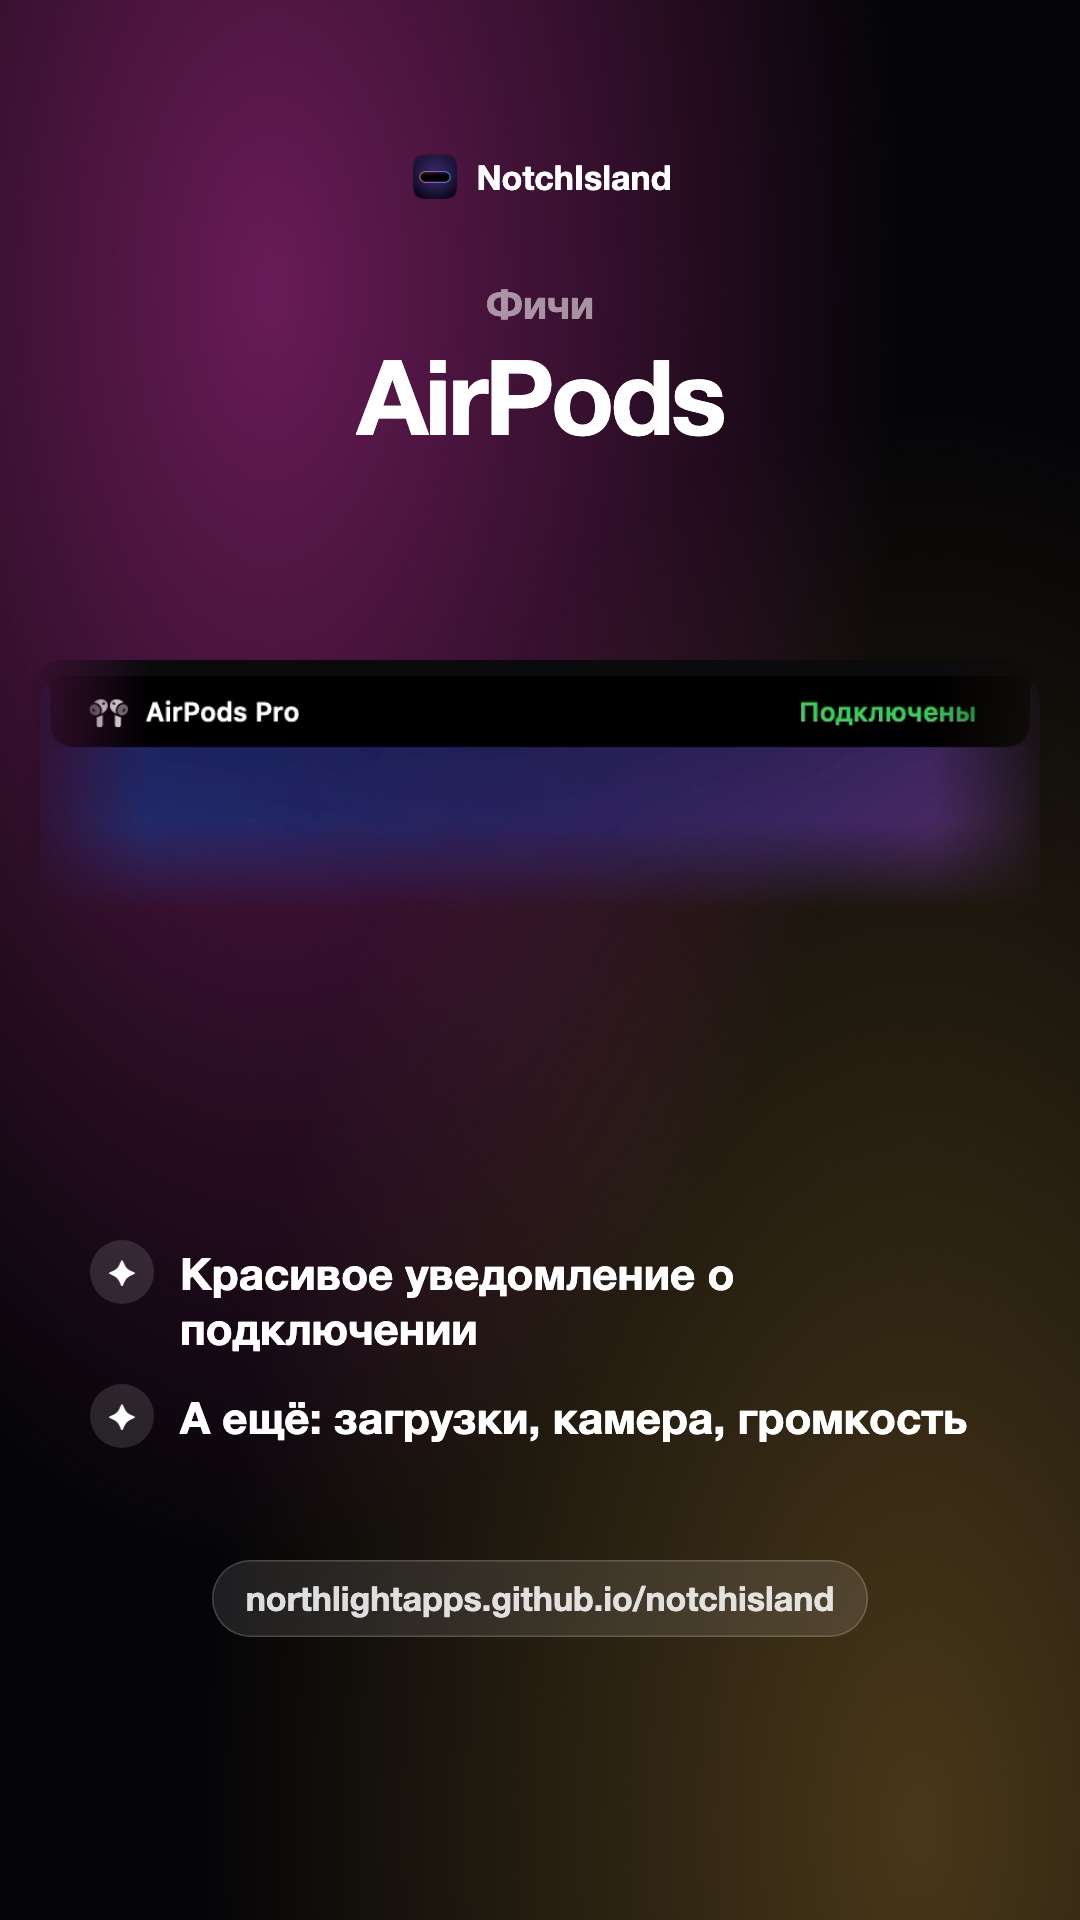 NotchIsland
Фичи
AirPods
AirPods Pro
Подключены
Красивое уведомление о
подключении
А ещё: загрузки, камера, громкость
northlightapps.github.io/notchisland